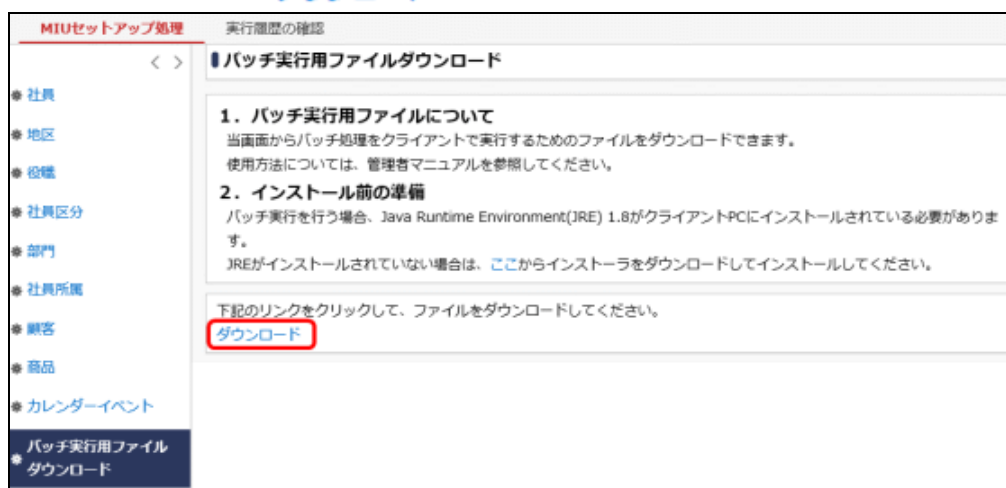 MIUセットアップ処理
実行履歴の確認
< >
バッチ実行用ファイルダウンロード
社員
地区
役職
社員区分
部門
社員所属
顧客
商品
カレンダーイベント
バッチ実行用ファイル
ダウンロード
1. バッチ実行用ファイルについて
当画面からバッチ処理をクライアントで実行するためのファイルをダウンロードできます。
使用方法については、管理者マニュアルを参照してください。
2. インストール前の準備
バッチ実行を行う場合、Java Runtime Environment(JRE) 1.8がクライアントPCにインストールされている必要がありま
す。
JREがインストールされていない場合は、ここからインストーラをダウンロードしてインストールしてください。
下記のリンクをクリックして、ファイルをダウンロードしてください。
ダウンロード